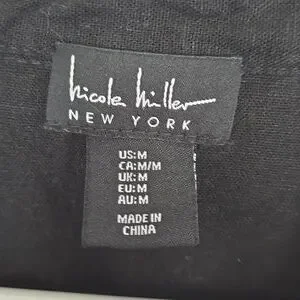 nicole miller
NEW YORK
US:M
CA:M/M
UK:M
EU:M
AU:M
MADE IN
CHINA